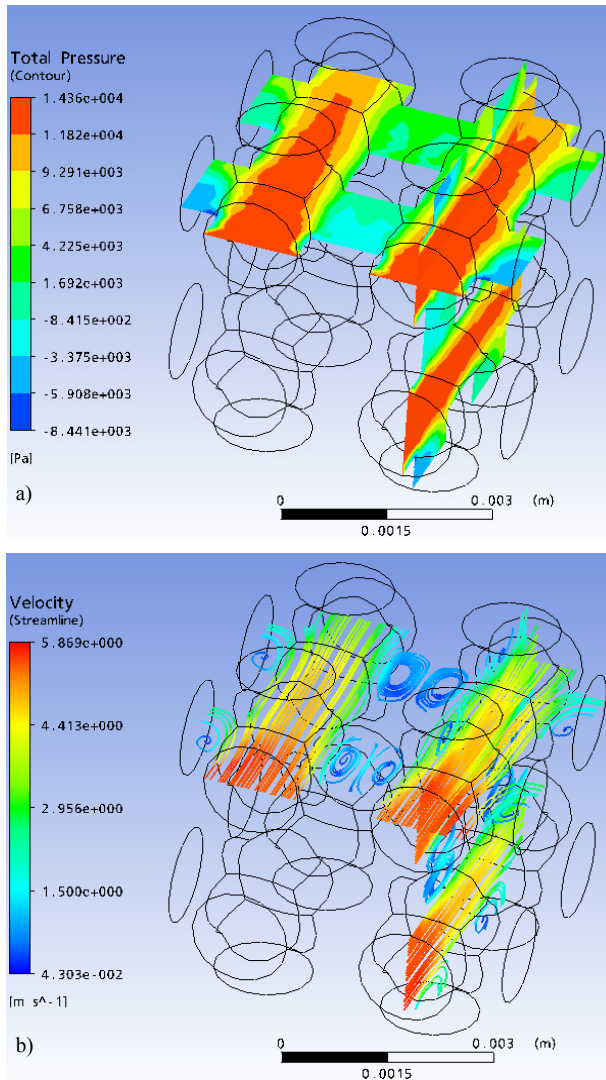 Total Pressure
(Contour)
1.436e+004
1.182e+004
9.291e+003
6.758e+003
4.225e+003
1.692e+003
-8.415e+002
-3.375e+003
-5.908e+003
-8.441e+003
[Pa]
a)
0 0.003 (m)
0.0015
Velocity
(Streamline)
5.869e+000
4.413e+000
2.956e+000
1.500e+000
4.303e-002
[m s^-1]
b)
0 0.003 (m)
0.0015